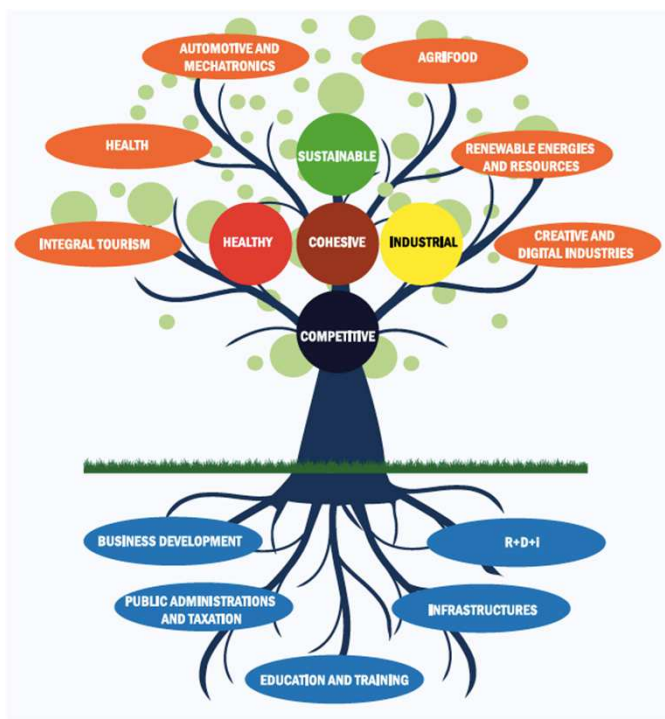 AUTOMOTIVE AND
MECHATRONICS
AGRIFOOD
HEALTH
SUSTAINABLE
RENEWABLE ENERGIES
AND RESOURCES
INTEGRAL TOURISM
HEALTHY
COHESIVE
INDUSTRIAL
CREATIVE AND
DIGITAL INDUSTRIES
COMPETITIVE
BUSINESS DEVELOPMENT
R+D+I
PUBLIC ADMINISTRATIONS
AND TAXATION
INFRASTRUCTURES
EDUCATION AND TRAINING